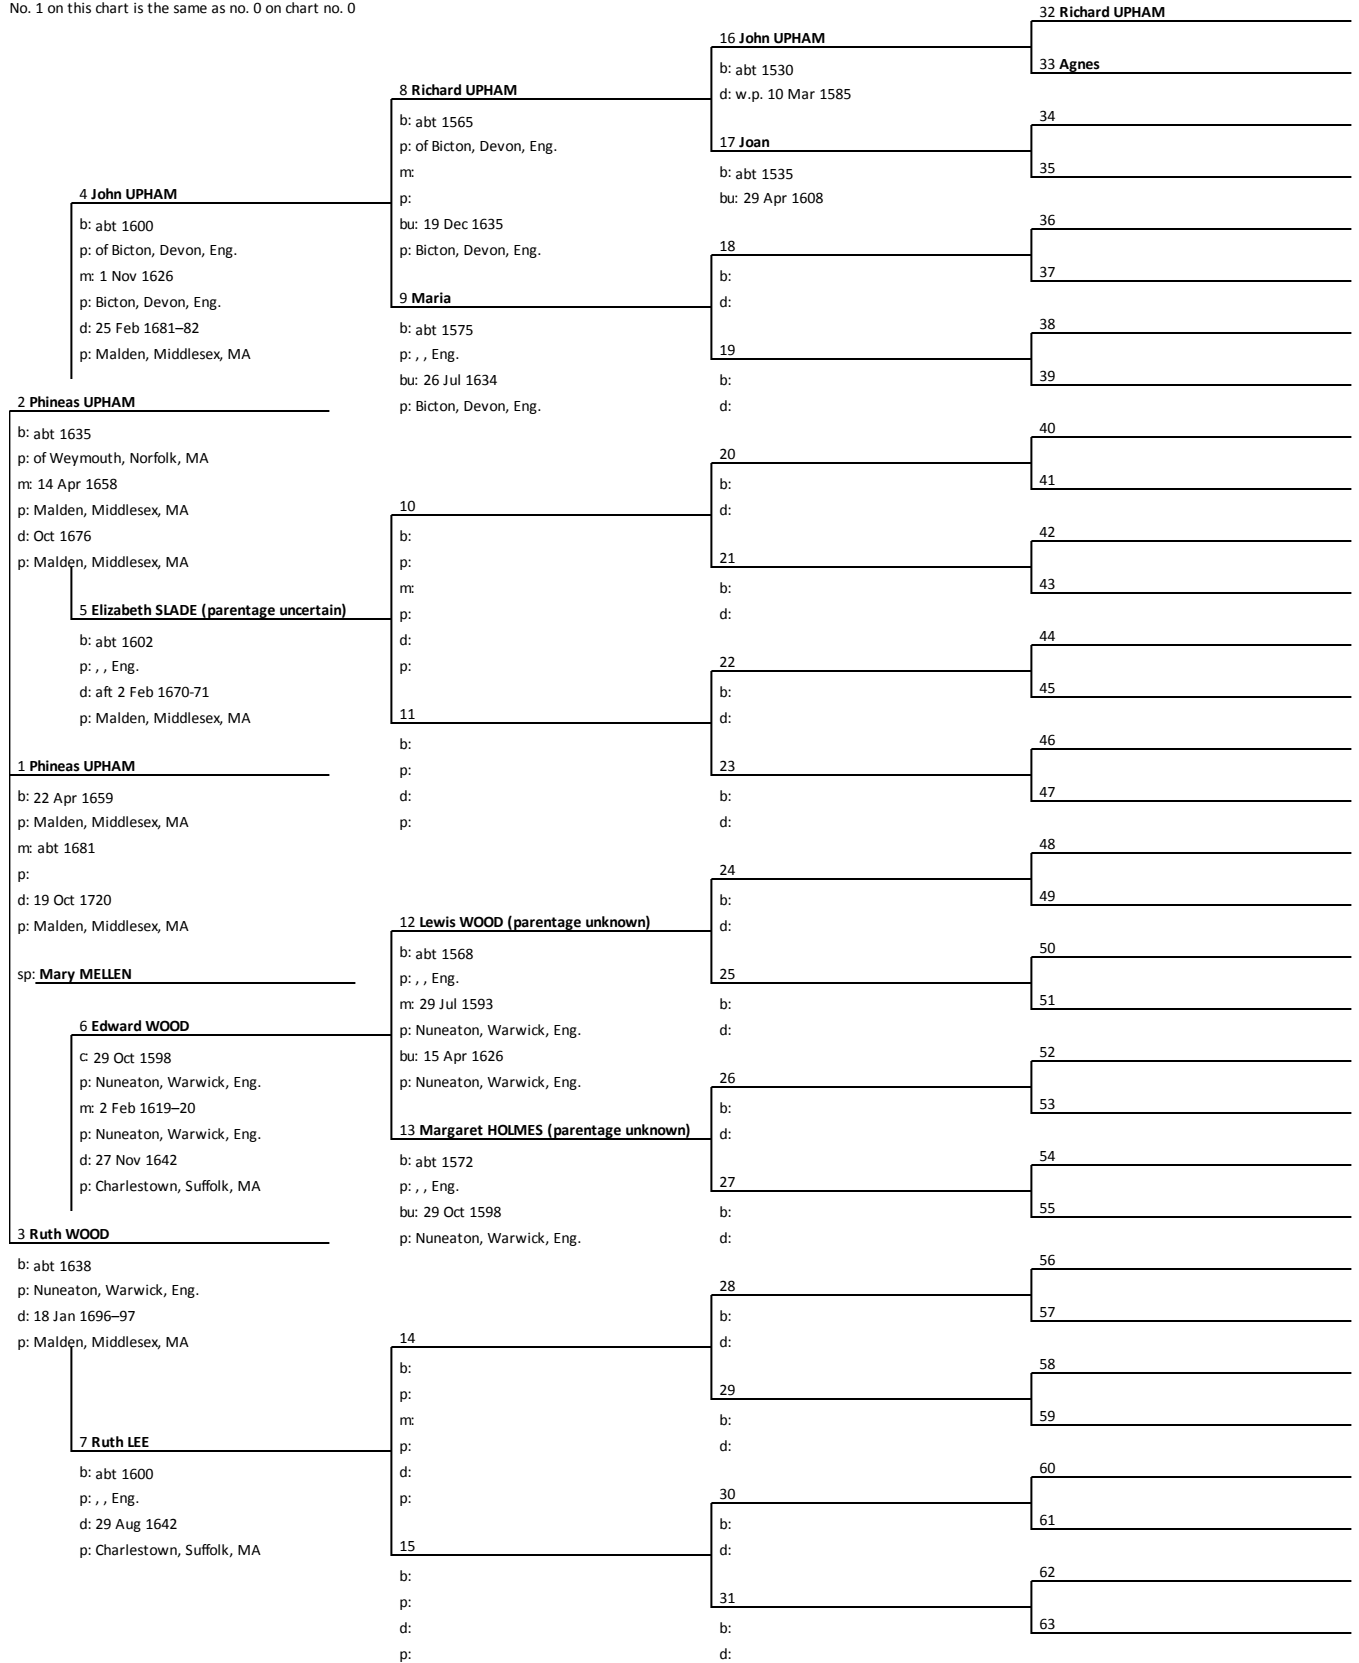 No. 1 on this chart is the same as no. 0 on chart no. 0
2 Phineas UPHAM
b: abt 1635
p: of Weymouth, Norfolk, MA
m: 14 Apr 1658
p: Malden, Middlesex, MA
d: Oct 1676
p: Malden, Middlesex, MA
1 Phineas UPHAM
b: 22 Apr 1659
p: Malden, Middlesex, MA
m: abt 1681
p:
d: 19 Oct 1720
p: Malden, Middlesex, MA
sp: Mary MELLEN
3 Ruth WOOD
b: abt 1638
p: Nuneaton, Warwick, Eng.
d: 18 Jan 1696–97
p: Malden, Middlesex, MA
4 John UPHAM
b: abt 1600
p: of Bicton, Devon, Eng.
m: 1 Nov 1626
p: Bicton, Devon, Eng.
d: 25 Feb 1681–82
p: Malden, Middlesex, MA
5 Elizabeth SLADE (parentage uncertain)
b: abt 1602
p: , , Eng.
d: aft 2 Feb 1670-71
p: Malden, Middlesex, MA
6 Edward WOOD
c: 29 Oct 1598
p: Nuneaton, Warwick, Eng.
m: 2 Feb 1619–20
p: Nuneaton, Warwick, Eng.
d: 27 Nov 1642
p: Charlestown, Suffolk, MA
7 Ruth LEE
b: abt 1600
p: , , Eng.
d: 29 Aug 1642
p: Charlestown, Suffolk, MA
8 Richard UPHAM
b: abt 1565
p: of Bicton, Devon, Eng.
m:
p:
bu: 19 Dec 1635
p: Bicton, Devon, Eng.
9 Maria
b: abt 1575
p: , , Eng.
bu: 26 Jul 1634
p: Bicton, Devon, Eng.
10
b:
p:
m:
p:
d:
p:
11
b:
p:
d:
p:
12 Lewis WOOD (parentage unknown)
b: abt 1568
p: , , Eng.
m: 29 Jul 1593
p: Nuneaton, Warwick, Eng.
bu: 15 Apr 1626
p: Nuneaton, Warwick, Eng.
13 Margaret HOLMES (parentage unknown)
b: abt 1572
p: , , Eng.
bu: 29 Oct 1598
p: Nuneaton, Warwick, Eng.
14
b:
p:
m:
p:
d:
p:
15
b:
p:
d:
p:
16 John UPHAM
b: abt 1530
d: w.p. 10 Mar 1585
17 Joan
b: abt 1535
bu: 29 Apr 1608
18
b:
d:
19
b:
d:
20
b:
d:
21
b:
d:
22
b:
d:
23
b:
d:
24
b:
d:
25
b:
d:
26
b:
d:
27
b:
d:
28
b:
d:
29
b:
d:
30
b:
d:
31
b:
d:
32 Richard UPHAM
33 Agnes
34
35
36
37
38
39
40
41
42
43
44
45
46
47
48
49
50
51
52
53
54
55
56
57
58
59
60
61
62
63